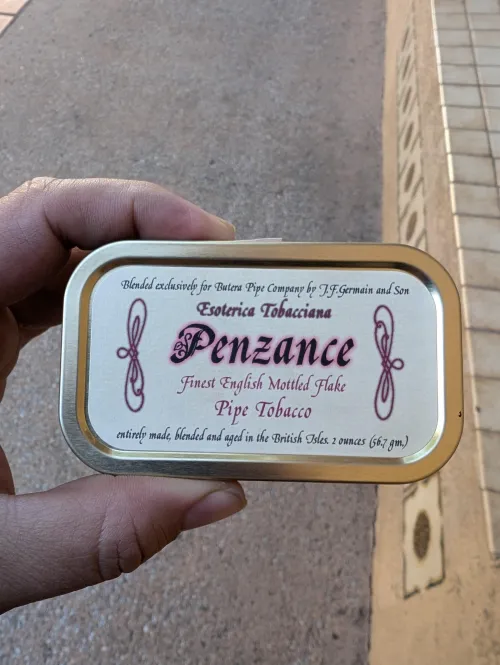 Blended exclusively for Butera Pipe Company by J.F.Germain and Son
Esoterica Tobacciana
Penzance
Finest English Mottled Flake
Pipe Tobacco
entirely made, blended and aged in the British Isles. 2 ounces (56.7 gm.)